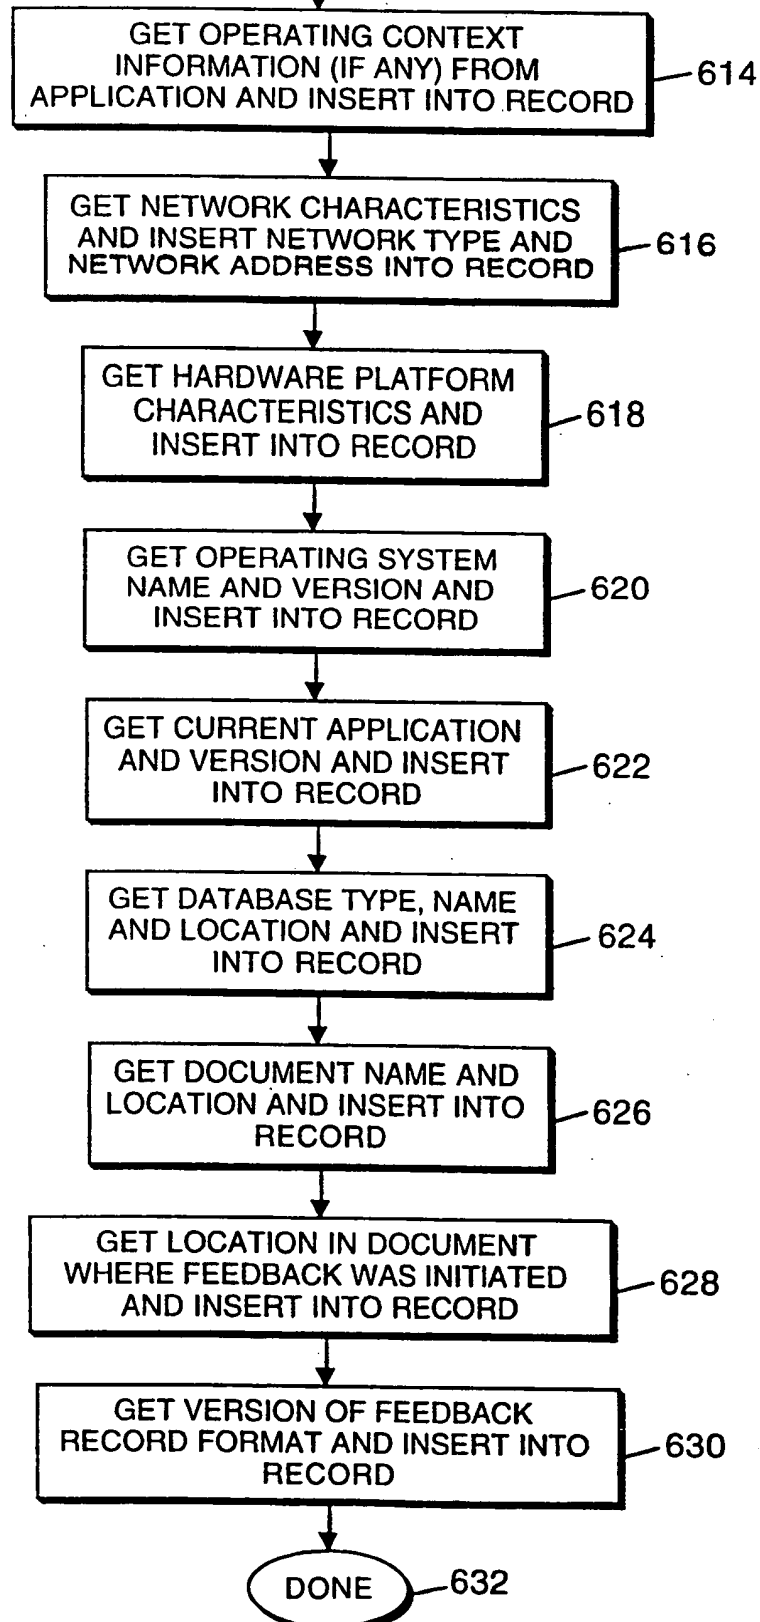 GET OPERATING CONTEXT
INFORMATION (IF ANY) FROM
APPLICATION AND INSERT INTO RECORD
614
GET NETWORK CHARACTERISTICS
AND INSERT NETWORK TYPE AND
NETWORK ADDRESS INTO RECORD
616
GET HARDWARE PLATFORM
CHARACTERISTICS AND
INSERT INTO RECORD
618
GET OPERATING SYSTEM
NAME AND VERSION AND
INSERT INTO RECORD
620
GET CURRENT APPLICATION
AND VERSION AND INSERT
INTO RECORD
622
GET DATABASE TYPE, NAME
AND LOCATION AND INSERT
INTO RECORD
624
GET DOCUMENT NAME AND
LOCATION AND INSERT INTO
RECORD
626
GET LOCATION IN DOCUMENT
WHERE FEEDBACK WAS INITIATED
AND INSERT INTO RECORD
628
GET VERSION OF FEEDBACK
RECORD FORMAT AND INSERT INTO
RECORD
630
DONE
632